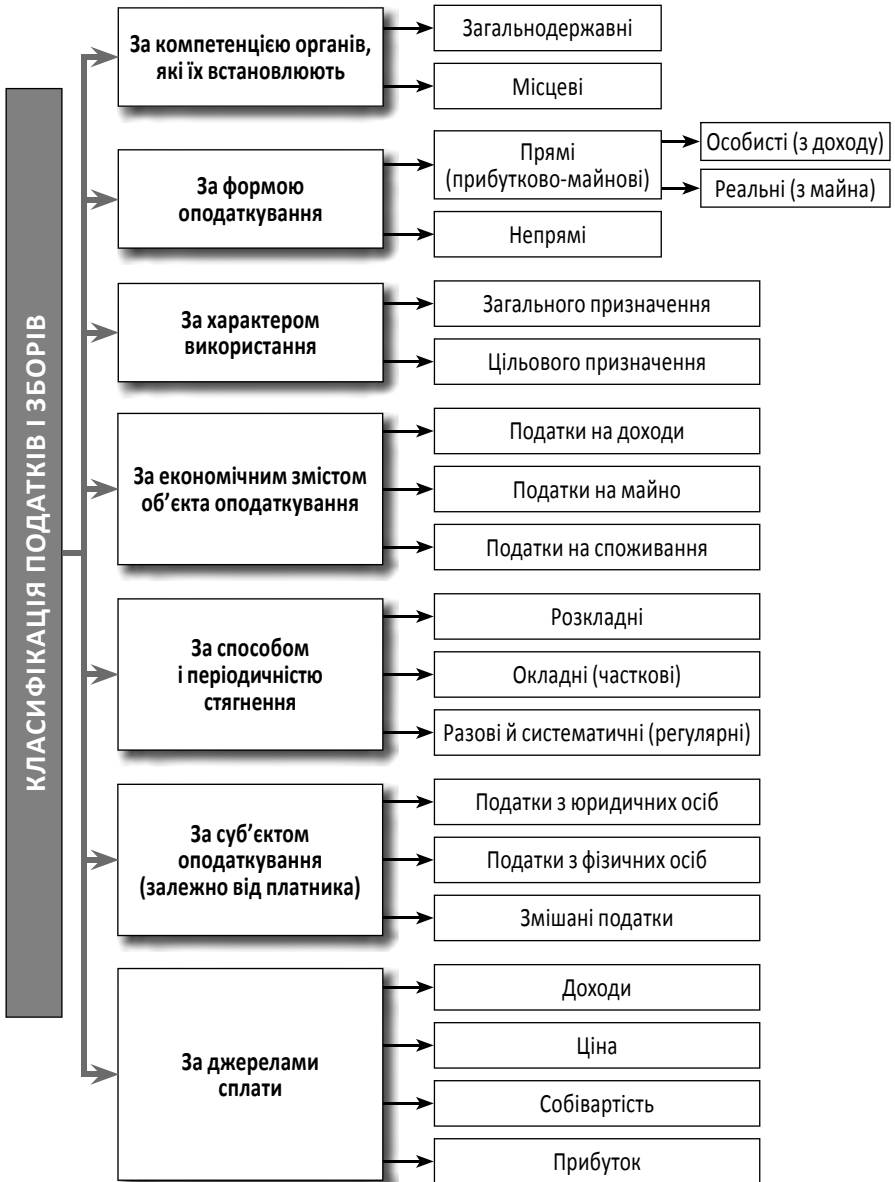 КЛАСИФІКАЦІЯ ПОДАТКІВ І ЗБОРІВ
За компетенцією органів,
які їх встановлюють
Загальнодержавні
Місцеві
За формою
оподаткування
Прямі
(прибутково-майнові)
Особисті (з доходу)
Реальні (з майна)
Непрямі
За характером
використання
Загального призначення
Цільового призначення
За економічним змістом
об’єкта оподаткування
Податки на доходи
Податки на майно
Податки на споживання
За способом
і періодичністю
стягнення
Розкладні
Окладні (часткові)
Разові й систематичні (регулярні)
За суб’єктом
оподаткування
(залежно від платника)
Податки з юридичних осіб
Податки з фізичних осіб
Змішані податки
За джерелами
сплати
Доходи
Ціна
Собівартість
Прибуток